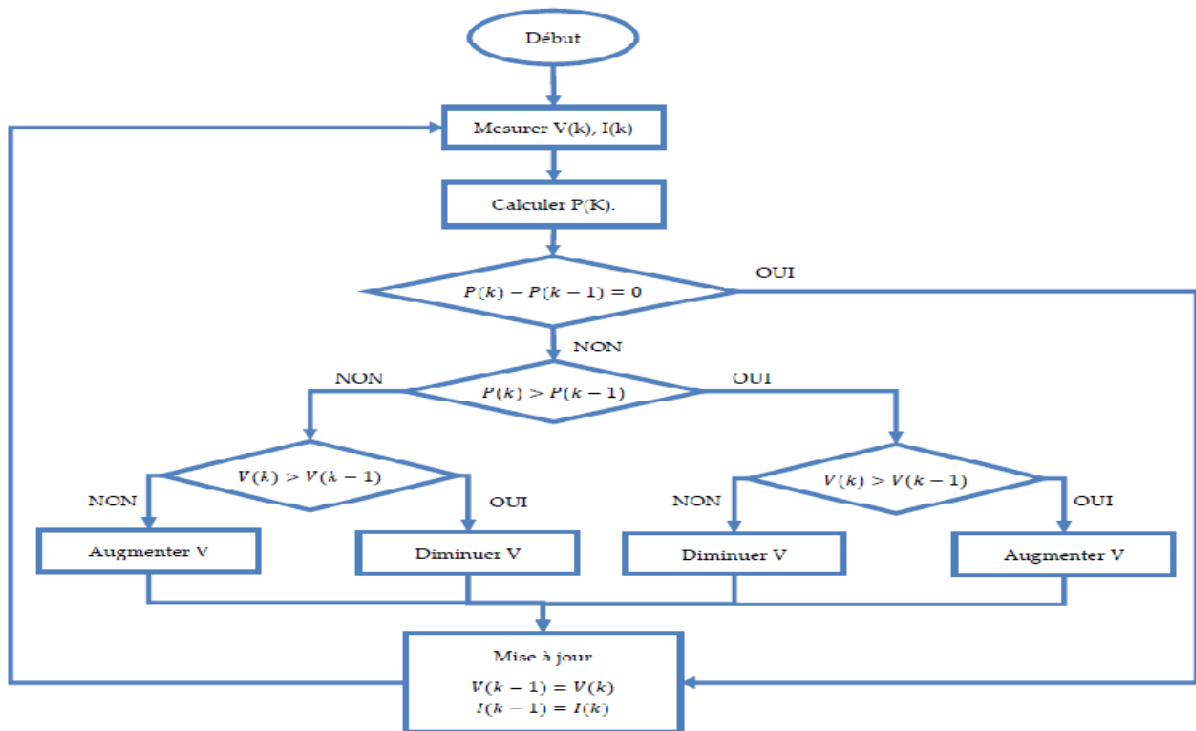 Début
Mesurer V(k), I(k)
Calculer P(K).
OUI
P(k) − P(k − 1) = 0
NON
NON
P(k) > P(k − 1)
OUI
V(k) > V(k − 1)
V(k) > V(k − 1)
NON
OUI
NON
OUI
Augmenter V
Diminuer V
Diminuer V
Augmenter V
Mise à jour
V(k − 1) = V(k)
I(k − 1) = I(k)